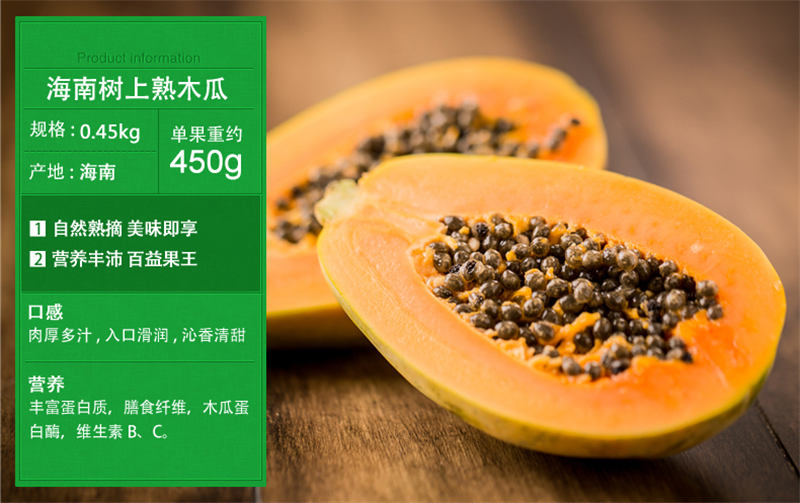 Product information
海南树上熟木瓜
规格：0.45kg
产地：海南
单果重约
450g
1 自然熟摘 美味即享
2 营养丰沛 百益果王
口感
肉厚多汁，入口滑润，沁香清甜
营养
丰富蛋白质，膳食纤维，木瓜蛋
白酶，维生素 B、C。